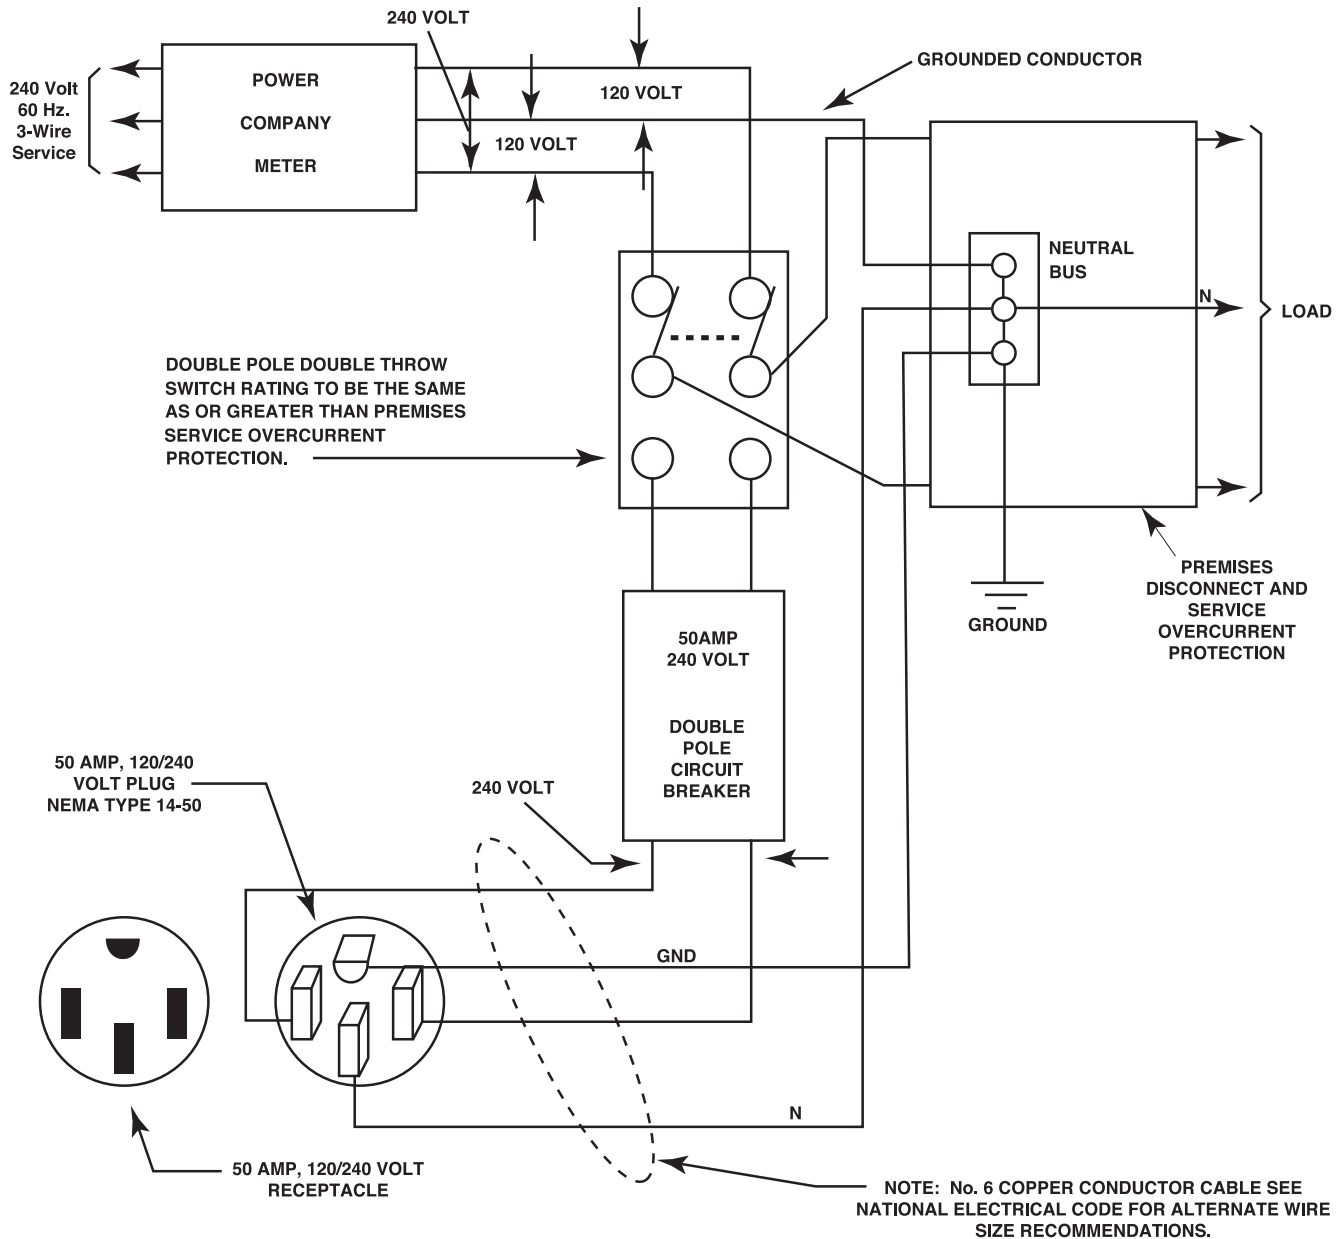 240 VOLT
GROUNDED CONDUCTOR
240 Volt
60 Hz.
3-Wire
Service
POWER
COMPANY
METER
120 VOLT
120 VOLT
NEUTRAL
BUS
N
LOAD
DOUBLE POLE DOUBLE THROW
SWITCH RATING TO BE THE SAME
AS OR GREATER THAN PREMISES
SERVICE OVERCURRENT
PROTECTION.
GROUND
PREMISES
DISCONNECT AND
SERVICE
OVERCURRENT
PROTECTION
50AMP
240 VOLT
DOUBLE
POLE
CIRCUIT
BREAKER
50 AMP, 120/240
VOLT PLUG
NEMA TYPE 14-50
240 VOLT
GND
N
50 AMP, 120/240 VOLT
RECEPTACLE
NOTE: No. 6 COPPER CONDUCTOR CABLE SEE
NATIONAL ELECTRICAL CODE FOR ALTERNATE WIRE
SIZE RECOMMENDATIONS.